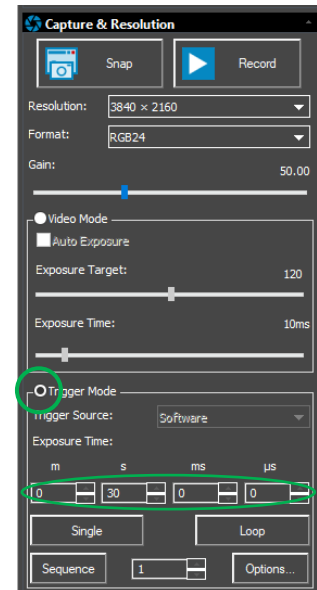 Capture & Resolution
Snap Record
Resolution: 3840 × 2160
Format: RGB24
Gain: 50.00
Video Mode
Auto Exposure
Exposure Target: 120
Exposure Time: 10ms
Trigger Mode
Trigger Source: Software
Exposure Time:
m s ms µs
0 30 0 0
Single Loop
Sequence 1 Options...